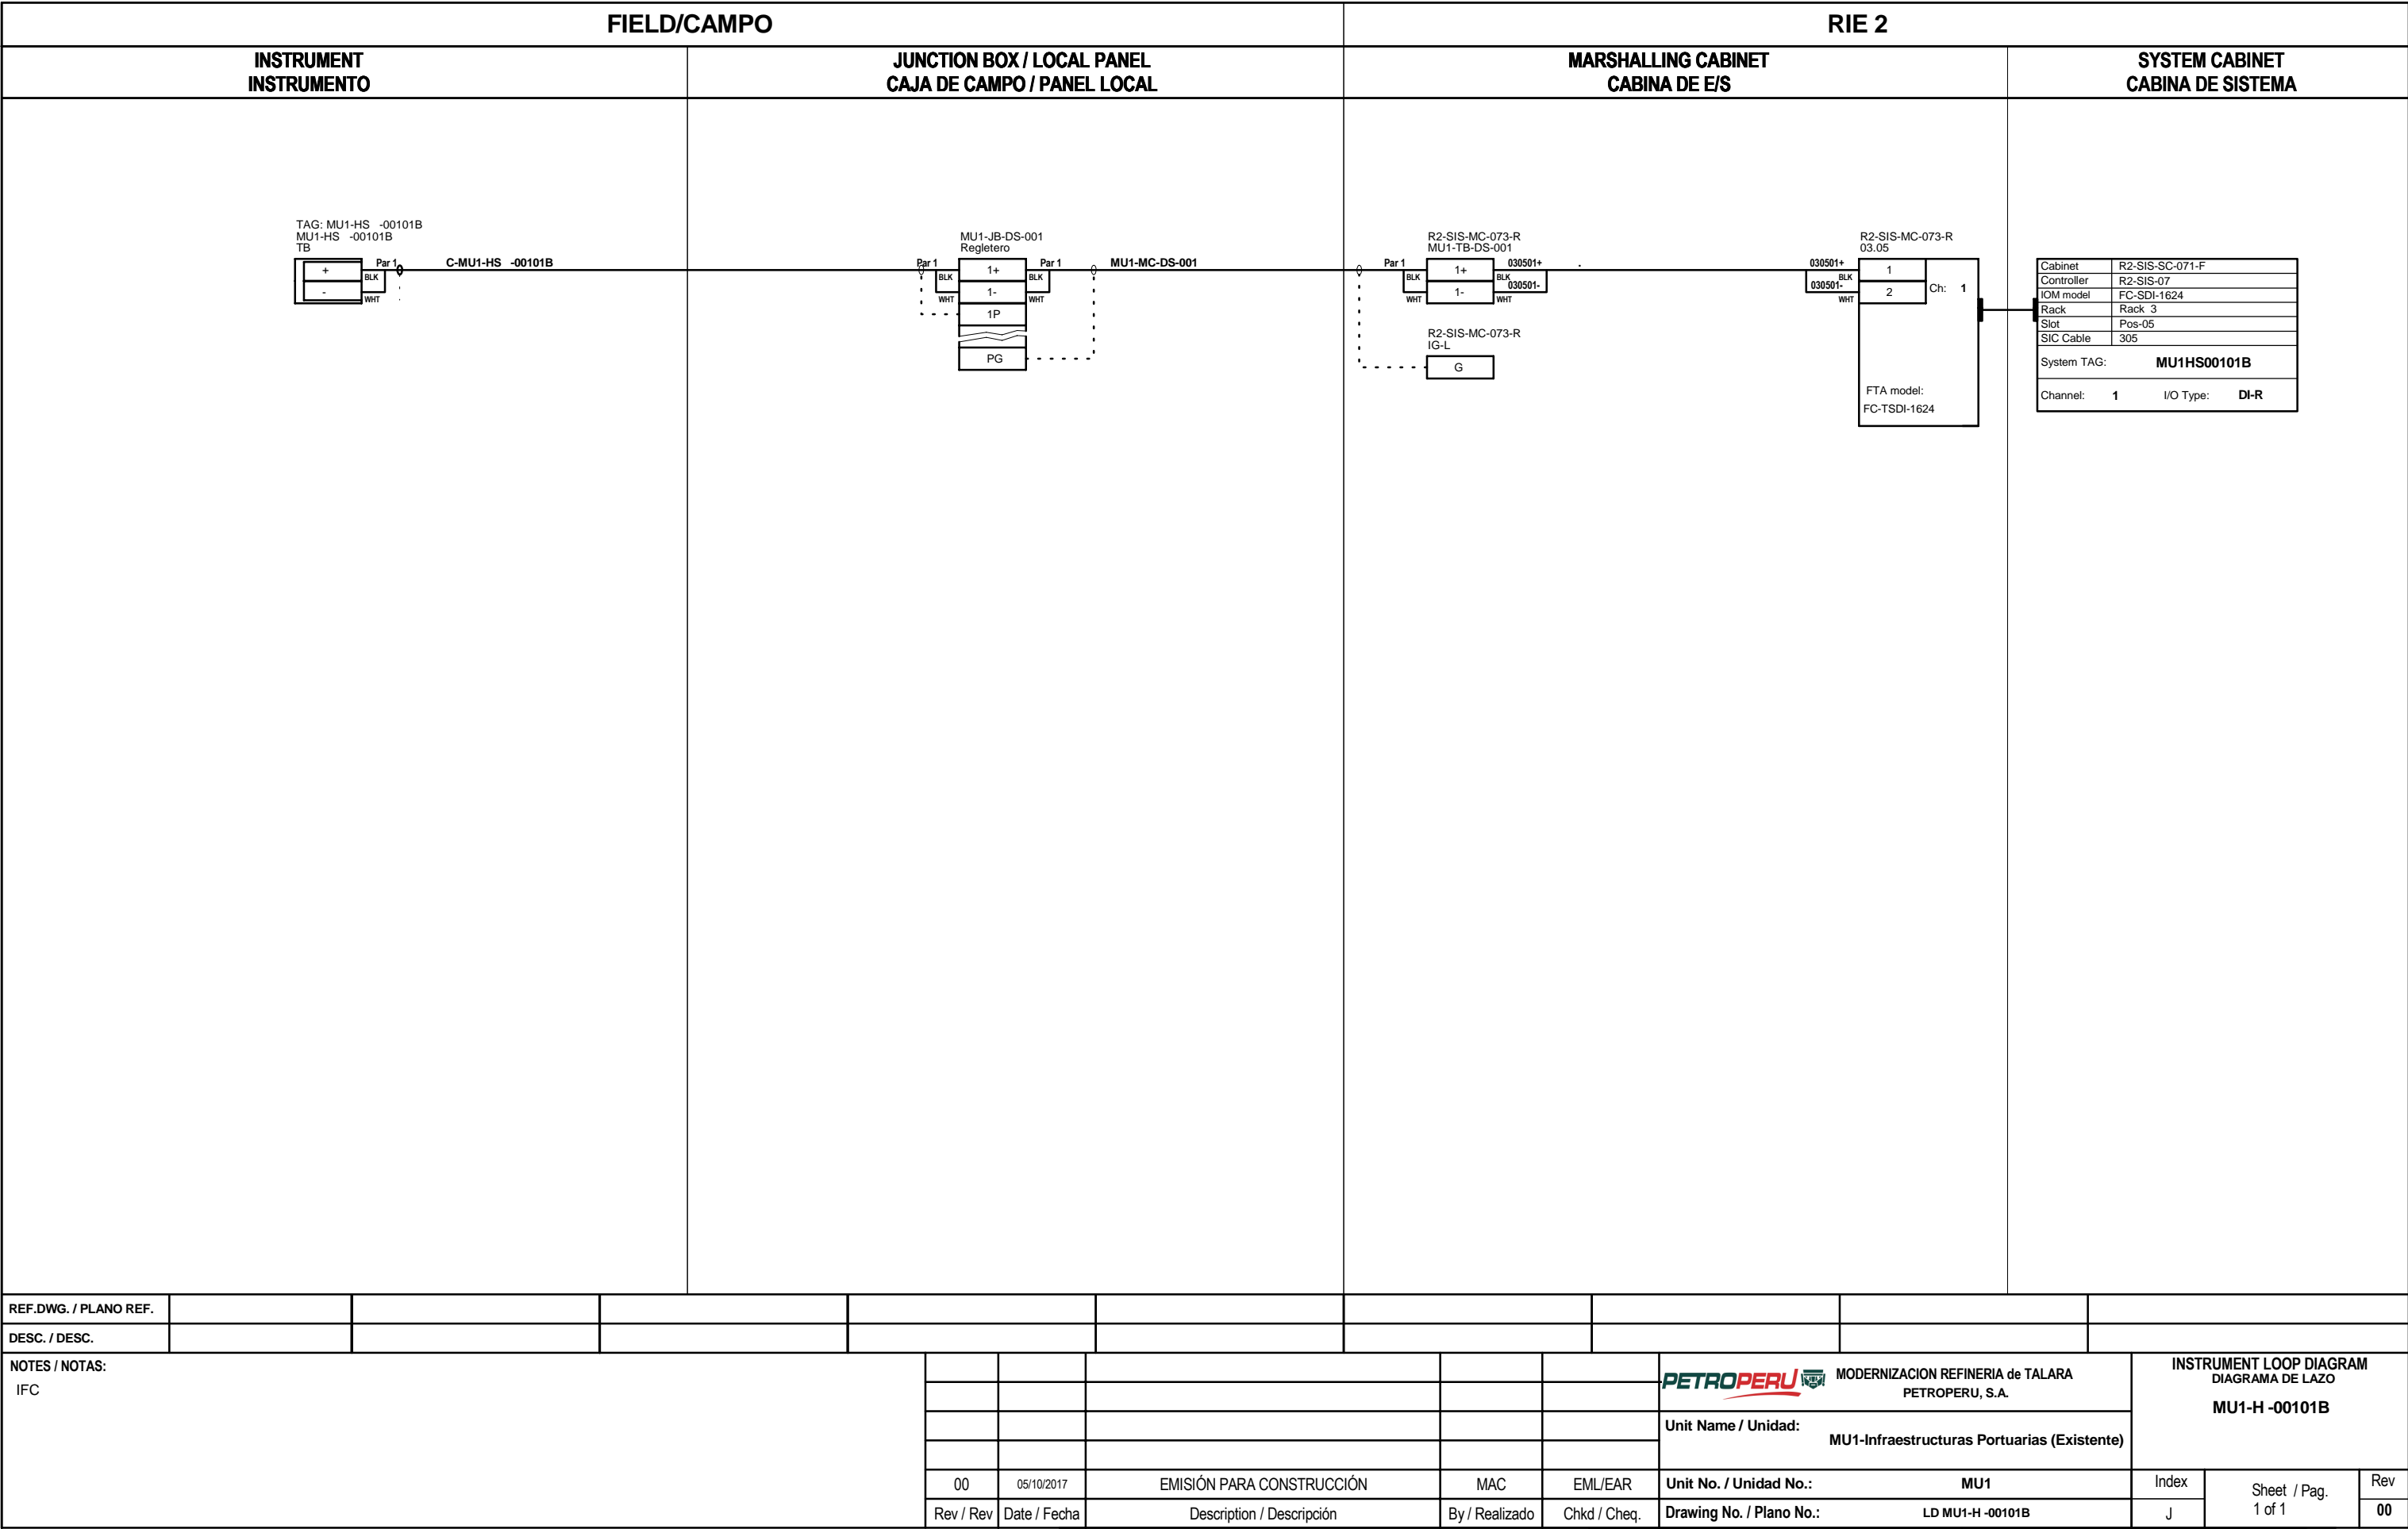 FIELD/CAMPO
RIE 2
INSTRUMENT
INSTRUMENTO
JUNCTION BOX / LOCAL PANEL
CAJA DE CAMPO / PANEL LOCAL
MARSHALLING CABINET
CABINA DE E/S
SYSTEM CABINET
CABINA DE SISTEMA
TAG: MU1-HS -00101B
MU1-HS -00101B
TB
+
-
Par 1
BLK
WHT
C-MU1-HS -00101B
MU1-JB-DS-001
Regletero
Par 1
BLK
WHT
1+
1-
1P
PG
Par 1
BLK
WHT
MU1-MC-DS-001
R2-SIS-MC-073-R
MU1-TB-DS-001
Par 1
BLK
WHT
1+
1-
030501+
BLK
030501-
WHT
R2-SIS-MC-073-R
IG-L
G
R2-SIS-MC-073-R
03.05
030501+
BLK
030501-
WHT
1
2
Ch: 1
FTA model:
FC-TSDI-1624
Cabinet R2-SIS-SC-071-F
Controller R2-SIS-07
IOM model FC-SDI-1624
Rack Rack 3
Slot Pos-05
SIC Cable 305
System TAG: MU1HS00101B
Channel: 1 I/O Type: DI-R
REF.DWG. / PLANO REF.
DESC. / DESC.
NOTES / NOTAS:
IFC
00 05/10/2017 EMISIÓN PARA CONSTRUCCIÓN MAC EML/EAR
Rev / Rev Date / Fecha Description / Descripción By / Realizado Chkd / Cheq.
PETROPERU
MODERNIZACION REFINERIA de TALARA
PETROPERU, S.A.
Unit Name / Unidad:
MU1-Infraestructuras Portuarias (Existente)
Unit No. / Unidad No.: MU1
Drawing No. / Plano No.: LD MU1-H -00101B
INSTRUMENT LOOP DIAGRAM
DIAGRAMA DE LAZO
MU1-H -00101B
Index
J
Sheet / Pag.
1 of 1
Rev
00